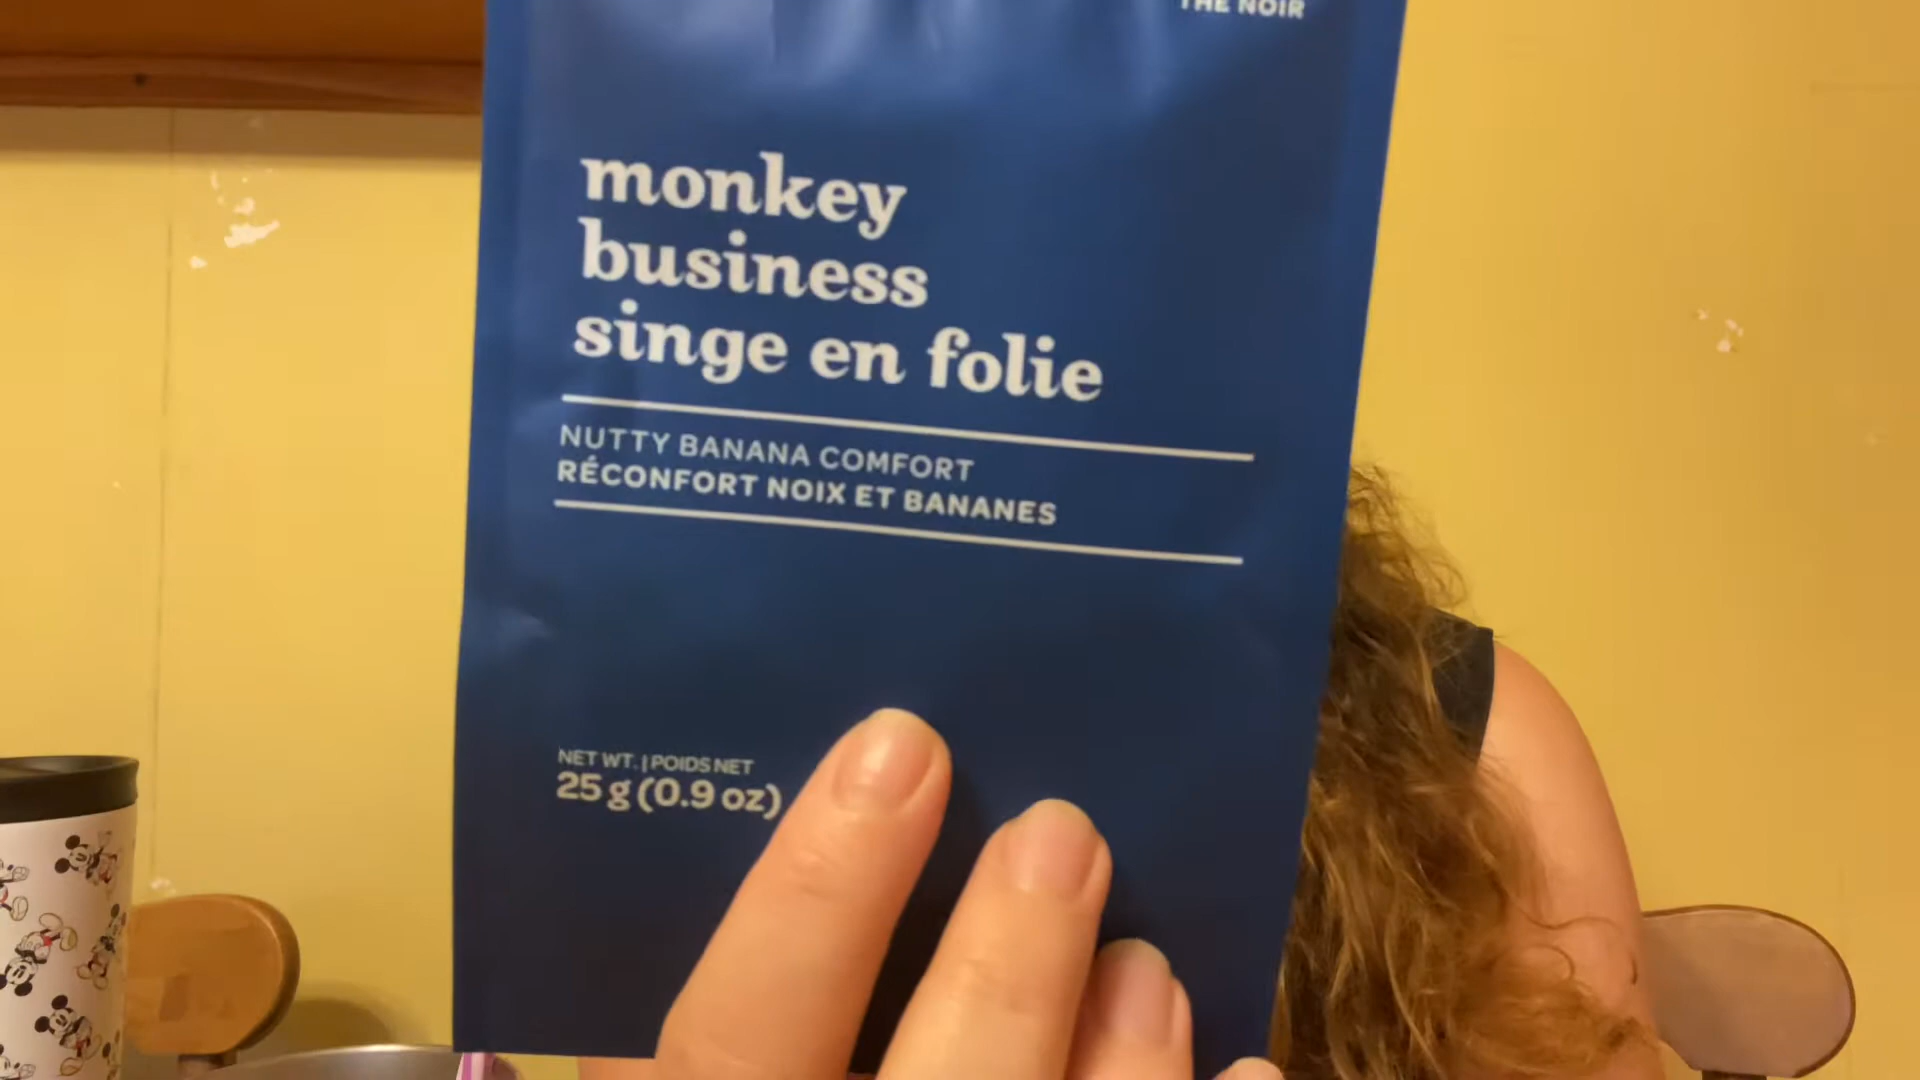 THÉ NOIR
monkey
business
singe en folie
NUTTY BANANA COMFORT
RÉCONFORT NOIX ET BANANES
NET WT. | POIDS NET
25 g (0.9 oz)